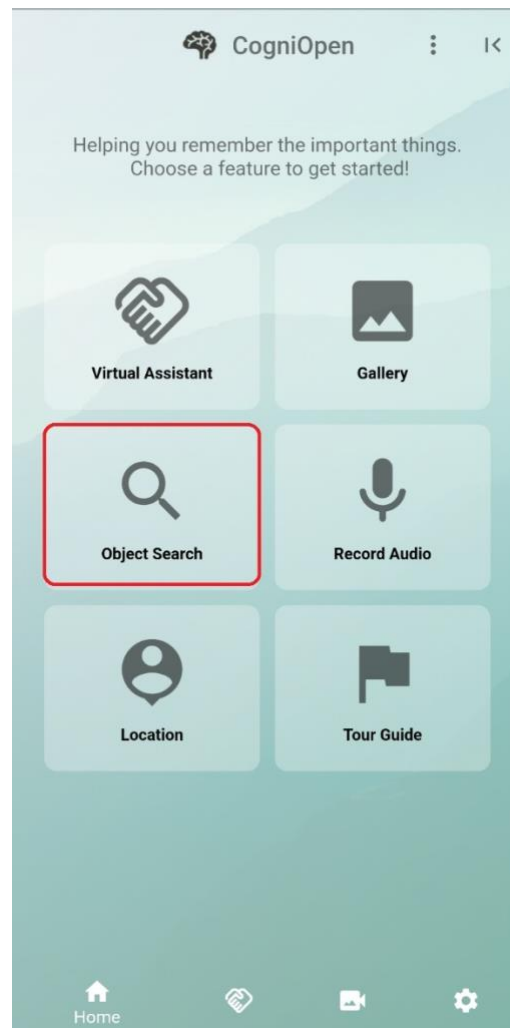 CogniOpen
Helping you remember the important things.
Choose a feature to get started!
Virtual Assistant
Gallery
Object Search
Record Audio
Location
Tour Guide
Home